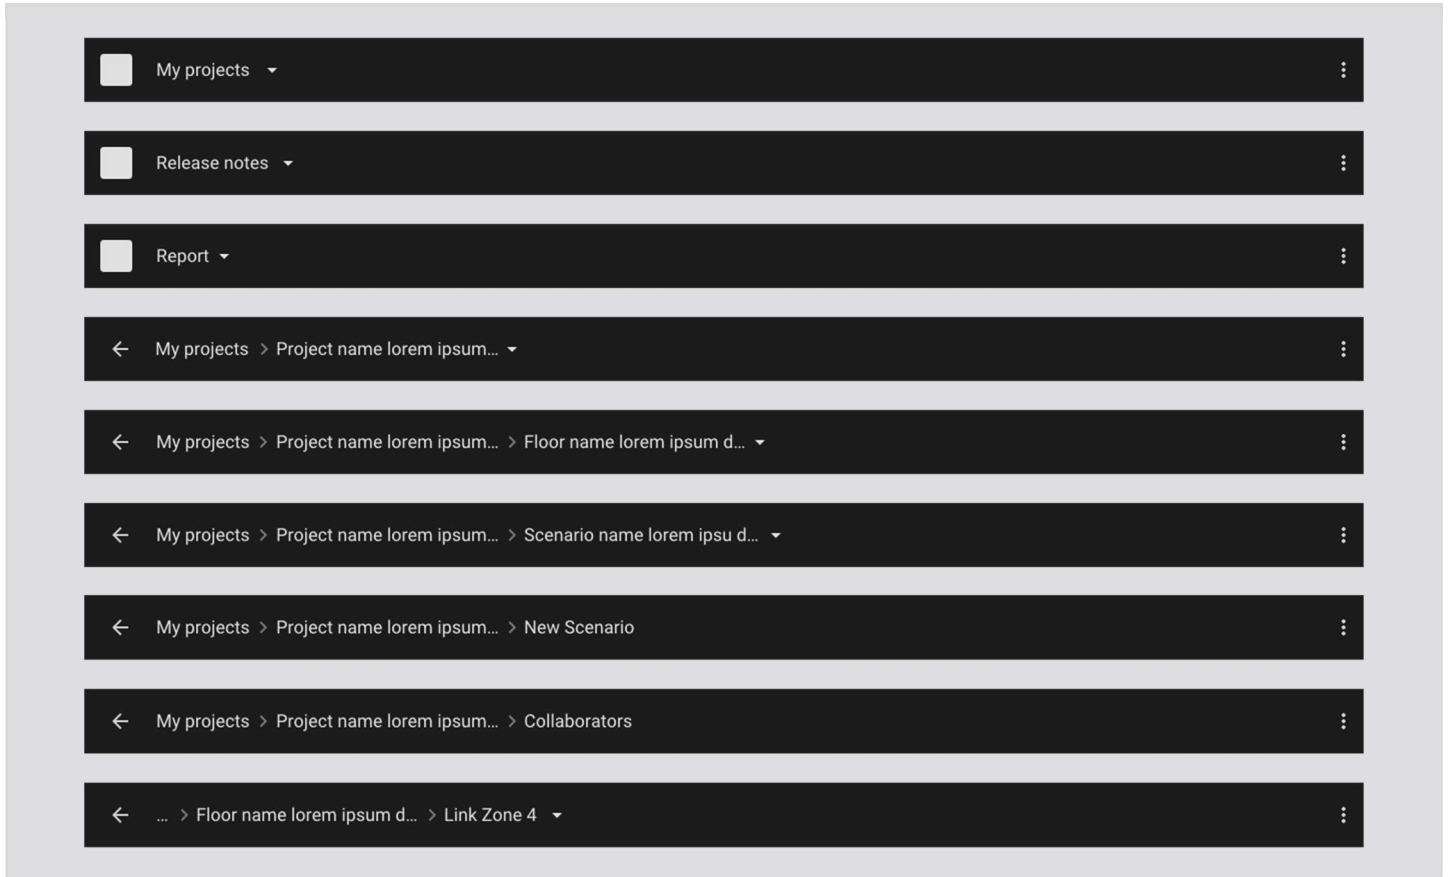 My projects
Release notes
Report
My projects > Project name lorem ipsum...
My projects > Project name lorem ipsum... > Floor name lorem ipsum d...
My projects > Project name lorem ipsum... > Scenario name lorem ipsu d...
My projects > Project name lorem ipsum... > New Scenario
My projects > Project name lorem ipsum... > Collaborators
... > Floor name lorem ipsum d... > Link Zone 4